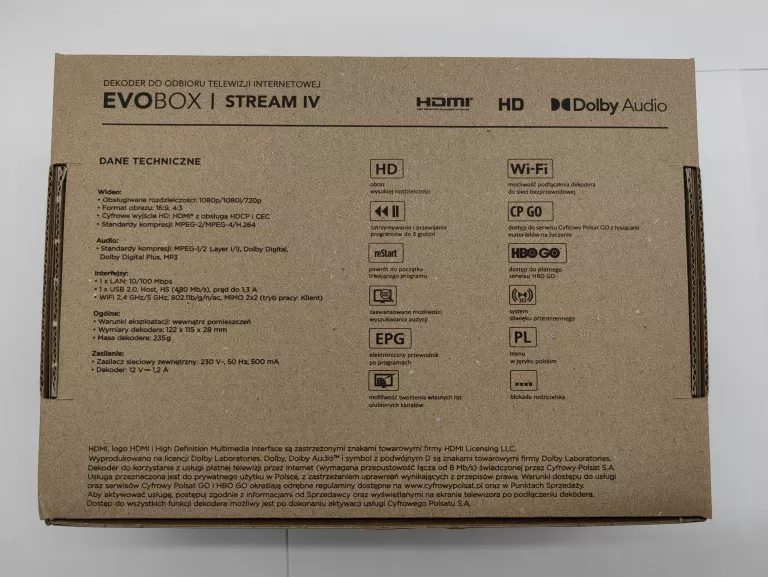 DEKODER DO ODBIORU TELEWIZJI INTERNETOWEJ
EVOBOX | STREAM IV
HDMI
HD
Dolby Audio
DANE TECHNICZNE
Wideo:
• Obsługiwane rozdzielczości: 1080p/1080i/720p
• Format obrazu: 16:9, 4:3
• Cyfrowe wyjście HD: HDMI® z obsługą HDCP i CEC
• Standardy kompresji: MPEG-2/MPEG-4/H.264
Audio:
• Standardy kompresji: MPEG-1/2 Layer I/II, Dolby Digital,
Dolby Digital Plus, MP3
Interfejsy:
• 1 x LAN: 10/100 Mbps
• 1 x USB 2.0, Host, HS (480 Mb/s), prąd do 1,3 A
• WiFi 2,4 GHz/5 GHz, 802.11b/g/n/ac, MIMO 2x2 (tryb pracy: Klient)
Ogólne:
• Warunki eksploatacji: wewnątrz pomieszczeń
• Wymiary dekodera: 122 x 115 x 28 mm
• Masa dekodera: 235g
Zasilanie:
• Zasilacz sieciowy zewnętrzny: 230 V~, 50 Hz, 500 mA
• Dekoder: 12 V⎓ 1,2 A
HD
obraz
wysokiej rozdzielczości
zatrzymywanie i przewijanie
programów do 3 godzin
reStart
powrót do początku
trwającego programu
zaawansowane możliwości
wyszukiwania audycji
EPG
elektroniczny przewodnik
po programach
możliwość tworzenia własnych list
ulubionych kanałów
Wi-Fi
możliwość podłączenia dekodera
do sieci bezprzewodowej
CP GO
dostęp do serwisu Cyfrowy Polsat GO z tysiącami
materiałów na życzenie
HBO GO
dostęp do płatnego
serwisu HBO GO
system
dźwięku przestrzennego
PL
menu
w języku polskim
****
blokada rodzicielska
HDMI, logo HDMI i High Definition Multimedia Interface są zastrzeżonymi znakami towarowymi firmy HDMI Licensing LLC.
Wyprodukowano na licencji Dolby Laboratories. Dolby, Dolby Audio™ i symbol z podwójnym D są znakami towarowymi firmy Dolby Laboratories.
Dekoder do korzystania z usługi płatnej telewizji przez Internet (wymagana przepustowość łącza od 8 Mb/s) świadczonej przez Cyfrowy Polsat S.A.
Usługa przeznaczona jest do prywatnego użytku w Polsce, z zastrzeżeniem uprawnień wynikających z przepisów prawa. Warunki dostępu do usługi
oraz serwisów Cyfrowy Polsat GO i HBO GO określają odrębne regulaminy dostępne na www.cyfrowypolsat.pl oraz w Punktach Sprzedaży.
Aby aktywować usługę, postępuj zgodnie z informacjami od Sprzedawcy oraz wyświetlanymi na ekranie telewizora po podłączeniu dekodera.
Dostęp do wszystkich funkcji dekodera możliwy jest po dokonaniu aktywacji usługi Cyfrowego Polsatu S.A.